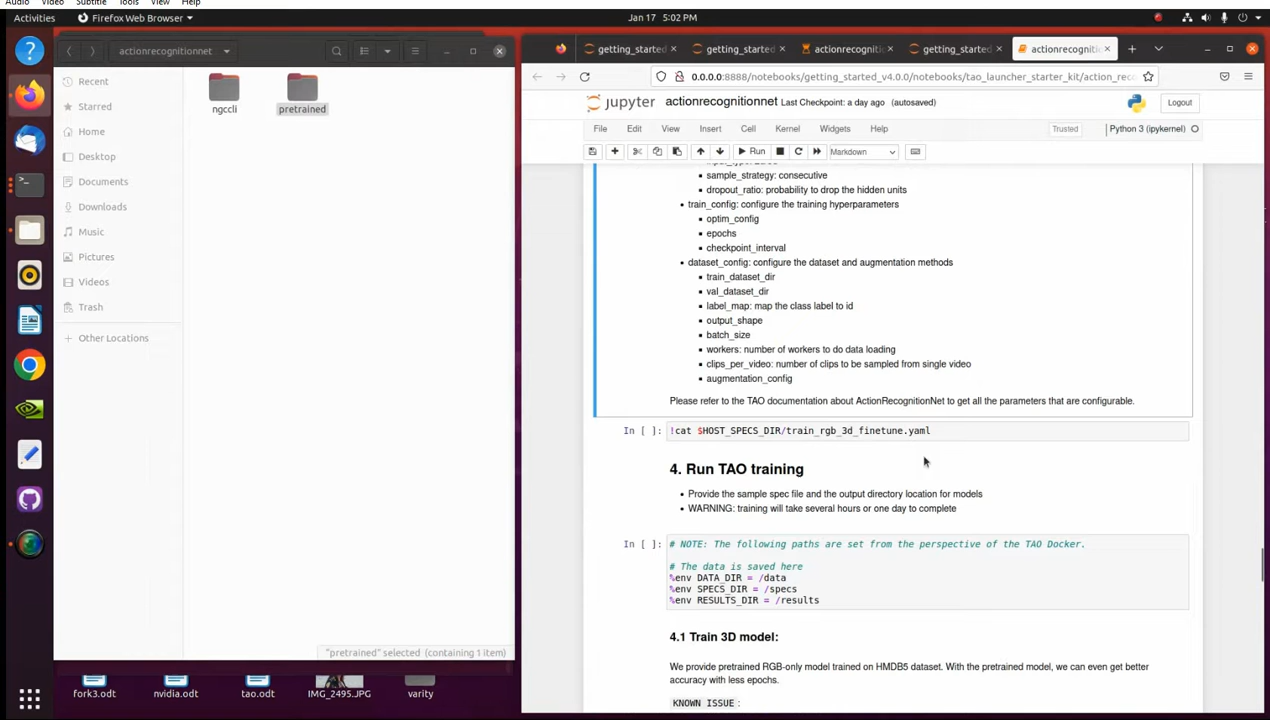 Audio Video Subtitle Tools View Help
Activities Firefox Web Browser Jan 17 5:02 PM
actionrecognitionnet
Recent
Starred
Home
Desktop
Documents
Downloads
Music
Pictures
Videos
Trash
+ Other Locations
ngccli
pretrained
"pretrained" selected (containing 1 item)
fork3.odt
nvidia.odt
tao.odt
IMG_2495.JPG
varity
getting_started
getting_started
actionrecogniti
getting_started
actionrecogniti
0.0.0.0:8888/notebooks/getting_started_v4.0.0/notebooks/tao_launcher_starter_kit/action_rec
jupyter actionrecognitionnet Last Checkpoint: a day ago (autosaved)
Logout
File Edit View Insert Cell Kernel Widgets Help
Trusted
Python 3 (ipykernel)
Run
Markdown
sample_strategy: consecutive
dropout_ratio: probability to drop the hidden units
train_config: configure the training hyperparameters
optim_config
epochs
checkpoint_interval
dataset_config: configure the dataset and augmentation methods
train_dataset_dir
val_dataset_dir
label_map: map the class label to id
output_shape
batch_size
workers: number of workers to do data loading
clips_per_video: number of clips to be sampled from single video
augmentation_config
Please refer to the TAO documentation about ActionRecognitionNet to get all the parameters that are configurable.
In [ ]: !cat $HOST_SPECS_DIR/train_rgb_3d_finetune.yaml
4. Run TAO training
Provide the sample spec file and the output directory location for models
WARNING: training will take several hours or one day to complete
In [ ]: # NOTE: The following paths are set from the perspective of the TAO Docker.
# The data is saved here
%env DATA_DIR = /data
%env SPECS_DIR = /specs
%env RESULTS_DIR = /results
4.1 Train 3D model:
We provide pretrained RGB-only model trained on HMDB5 dataset. With the pretrained model, we can even get better
accuracy with less epochs.
KNOWN ISSUE :